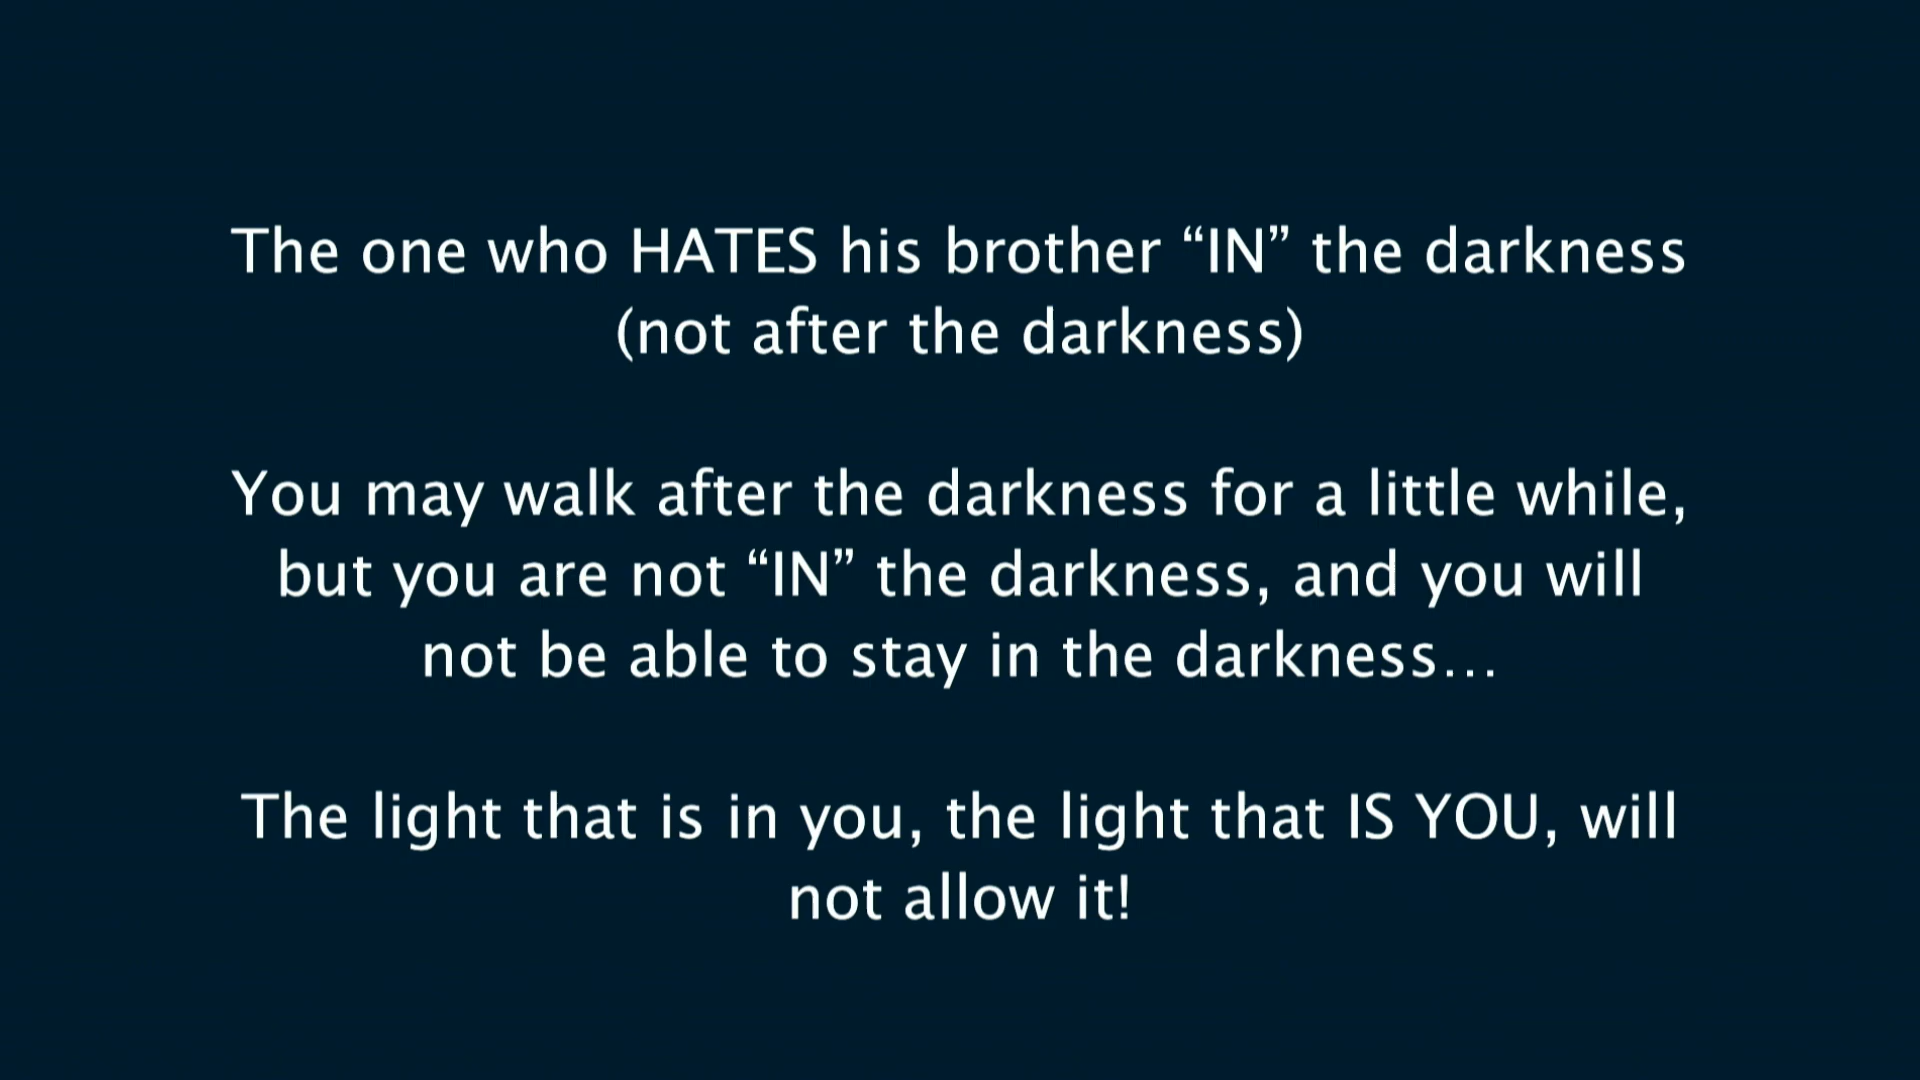 The one who HATES his brother “IN” the darkness
(not after the darkness)
You may walk after the darkness for a little while,
but you are not “IN” the darkness, and you will
not be able to stay in the darkness…
The light that is in you, the light that IS YOU, will
not allow it!